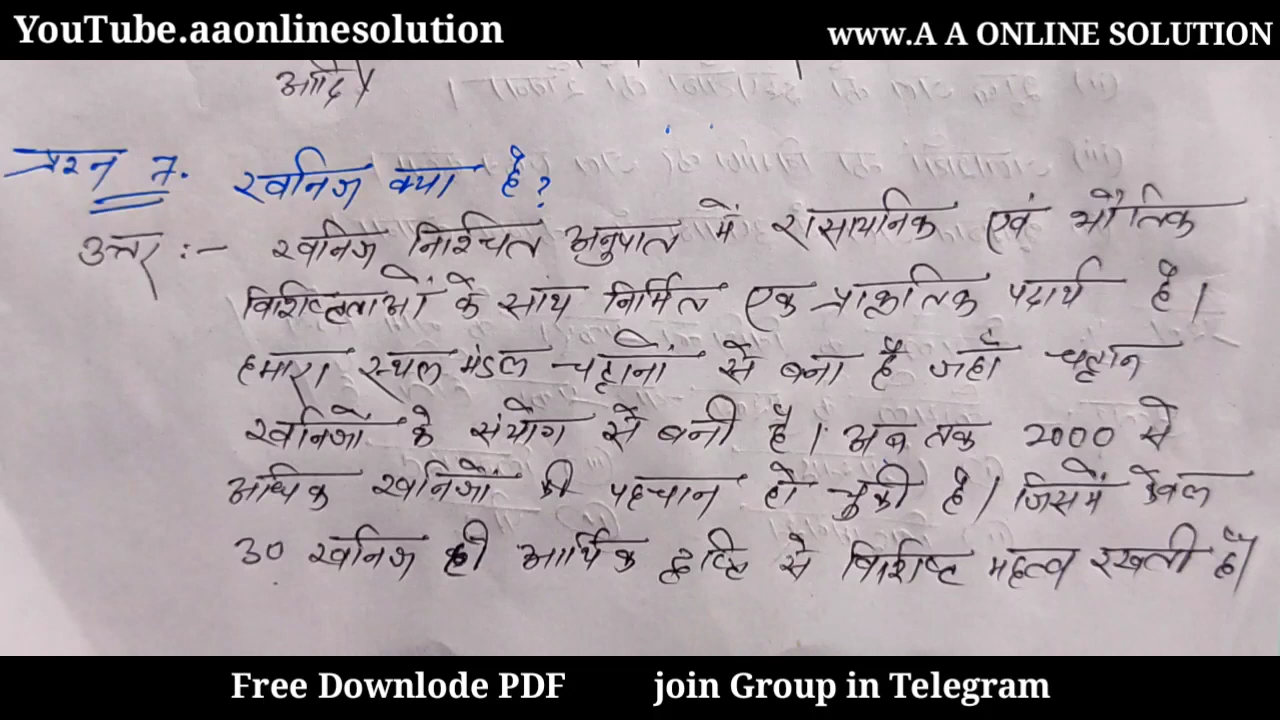 YouTube.aaonlinesolution
www.A A ONLINE SOLUTION
आदि।
प्रश्न 7. खनिज क्या है?
उत्तर :- खनिज निश्चित अनुपात में रासायनिक एवं भौतिक
विशिष्टताओं के साथ निर्मित एक प्राकृतिक पदार्थ है।
हमारा स्थल मंडल चट्टानों से बना है जहाँ चट्टान
खनिजों के संयोग से बनी है। अब तक 2000 से
अधिक खनिजों की पहचान हो चुकी है। जिसमें केवल
30 खनिज ही आर्थिक दृष्टि से विशिष्ट महत्व रखती है।
Free Downlode PDF
join Group in Telegram